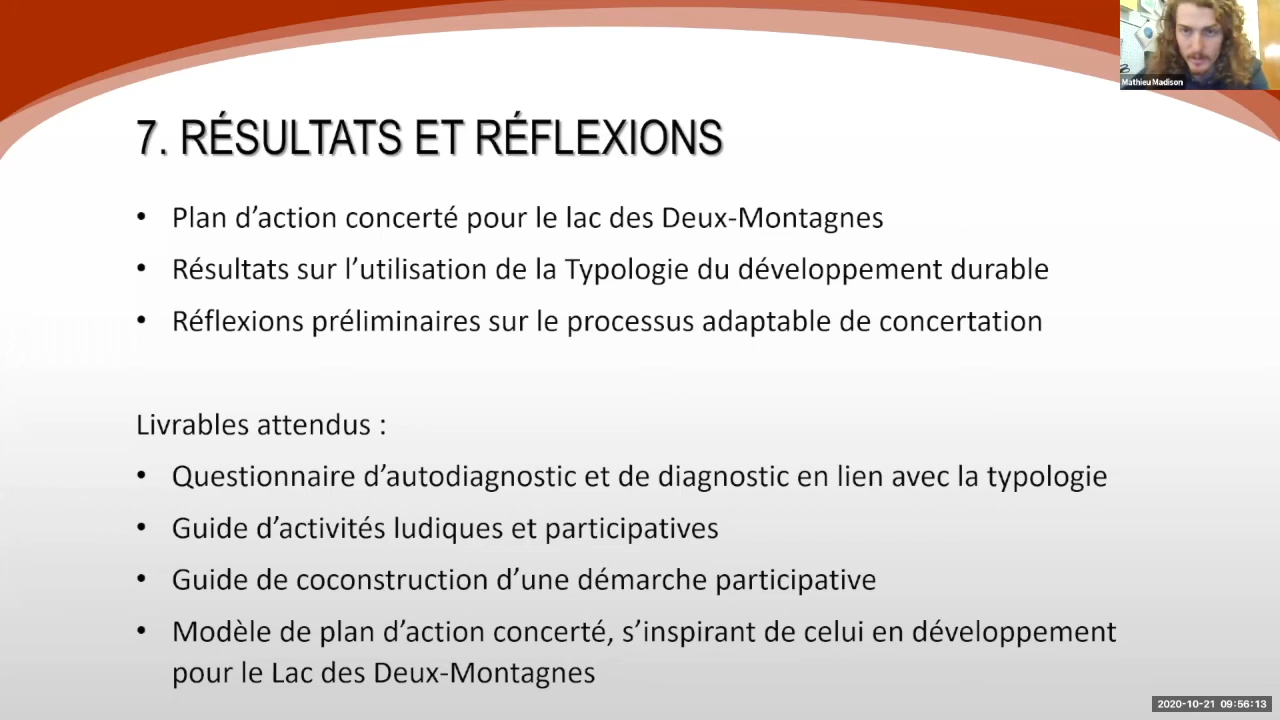 Mathieu Madison
7. RÉSULTATS ET RÉFLEXIONS
• Plan d’action concerté pour le lac des Deux-Montagnes
• Résultats sur l’utilisation de la Typologie du développement durable
• Réflexions préliminaires sur le processus adaptable de concertation
Livrables attendus :
• Questionnaire d’autodiagnostic et de diagnostic en lien avec la typologie
• Guide d’activités ludiques et participatives
• Guide de coconstruction d’une démarche participative
• Modèle de plan d’action concerté, s’inspirant de celui en développement
pour le Lac des Deux-Montagnes
2020-10-21 09:56:13